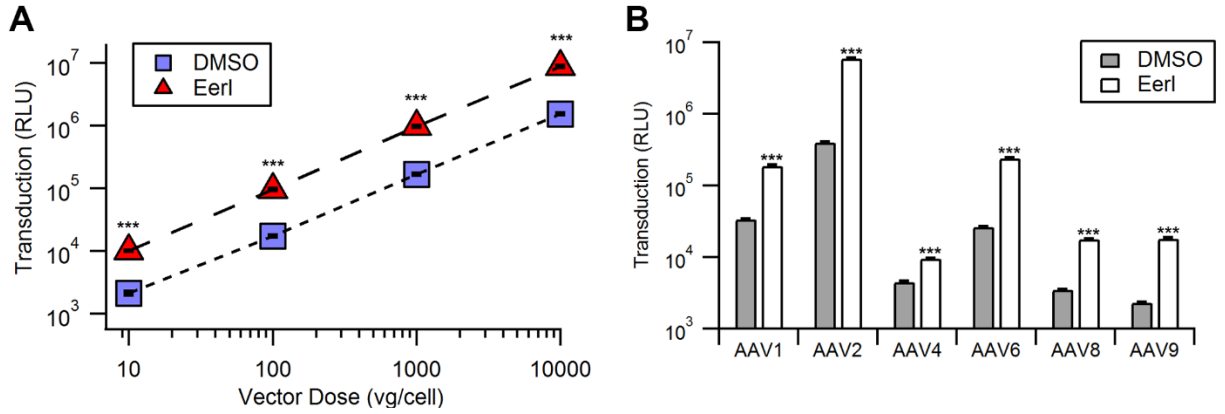 A
Transduction (RLU)
10⁷
10⁶
10⁵
10⁴
10³
DMSO
EerI
***
***
***
***
10
100
1000
10000
Vector Dose (vg/cell)
B
Transduction (RLU)
10⁷
10⁶
10⁵
10⁴
10³
DMSO
EerI
***
***
***
***
***
***
AAV1
AAV2
AAV4
AAV6
AAV8
AAV9